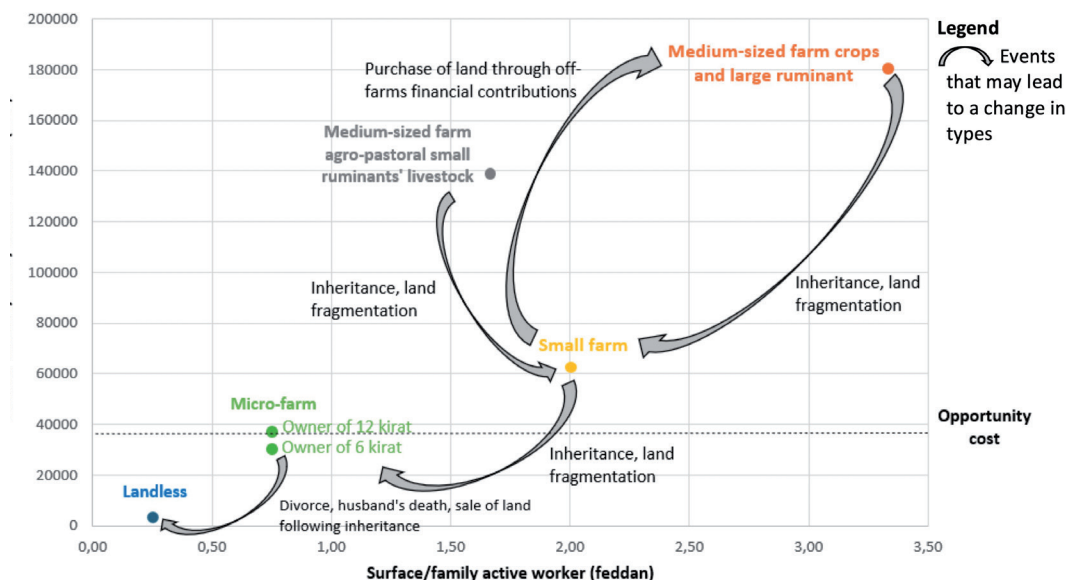 200000
180000
160000
140000
120000
100000
80000
60000
40000
20000
0
0,00
0,50
1,00
1,50
2,00
2,50
3,00
3,50
Surface/family active worker (feddan)
Purchase of land through off-
farms financial contributions
Medium-sized farm crops
and large ruminant
Medium-sized farm
agro-pastoral small
ruminants' livestock
Inheritance, land
fragmentation
Inheritance, land
fragmentation
Small farm
Micro-farm
Owner of 12 kirat
Owner of 6 kirat
Inheritance, land
fragmentation
Landless
Divorce, husband's death, sale of land
following inheritance
Legend
Events
that may lead
to a change in
types
Opportunity
cost